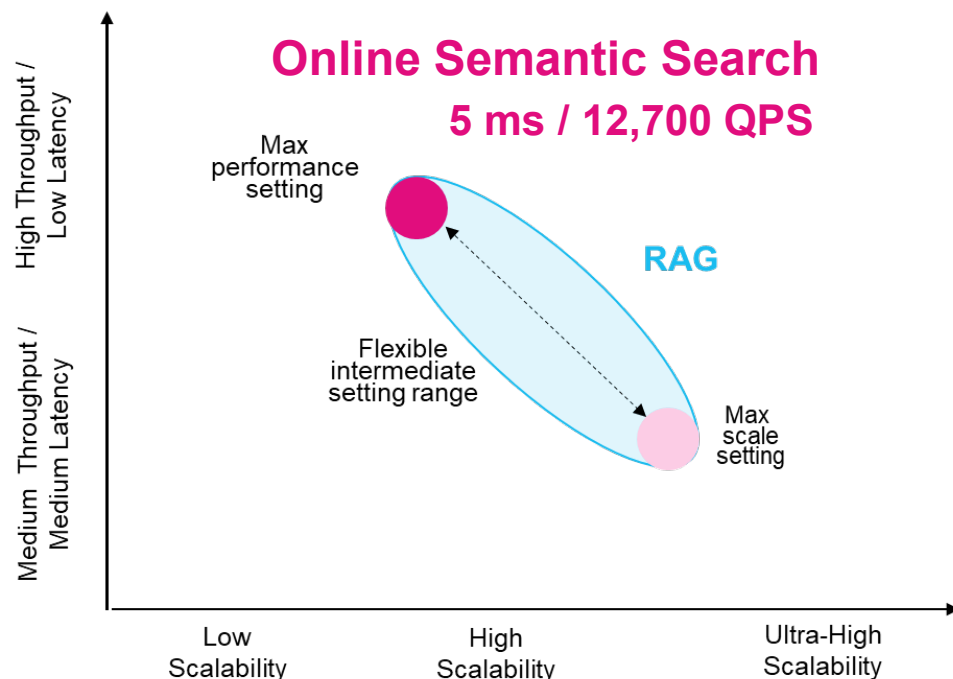 Online Semantic Search
5 ms / 12,700 QPS
High Throughput /
Low Latency
Max
performance
setting
RAG
Flexible
intermediate
setting range
Medium Throughput /
Medium Latency
Max
scale
setting
Low
Scalability
High
Scalability
Ultra-High
Scalability